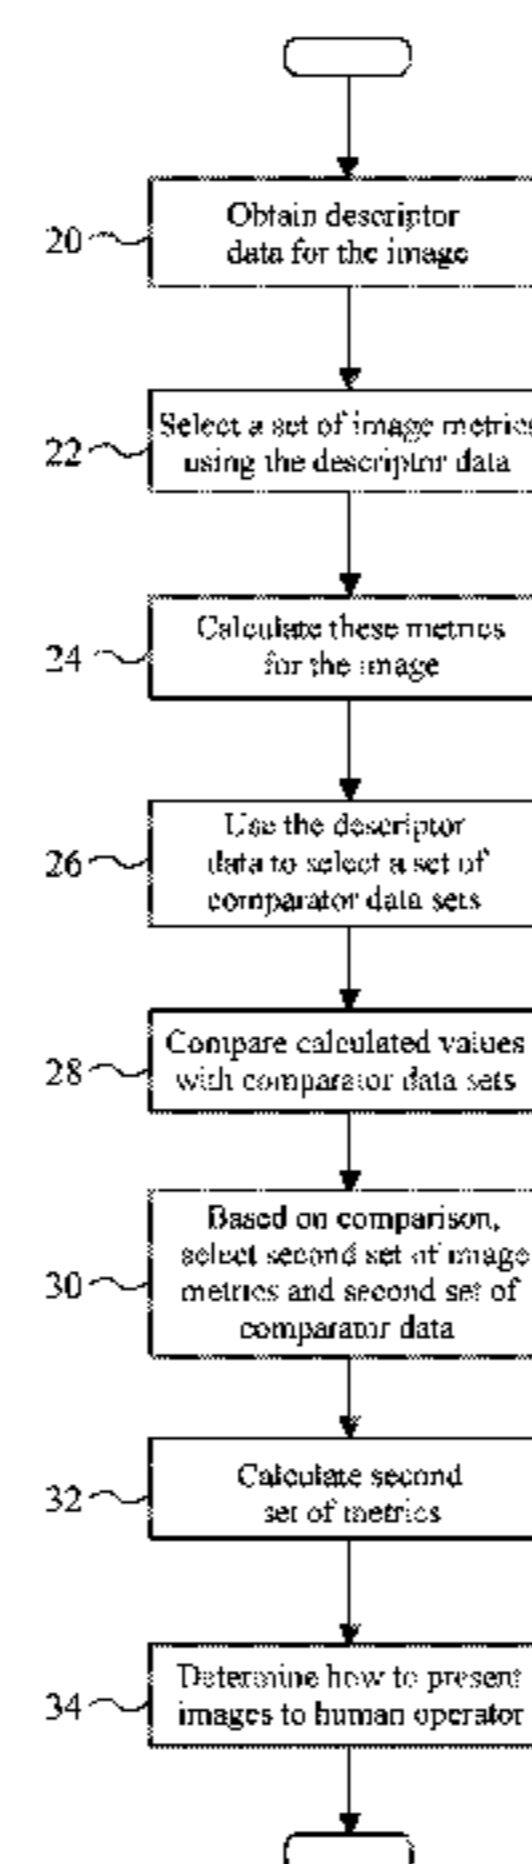 Obtain descriptor
20
data for the image
Select a set of image metrics
22
using the descriptor data
Calculate these metrics
24
for the image
Use the descriptor
26
data to select a set of
comparator data sets
Compare calculated values
28
with comparator data sets
Based on comparison,
select second set of image
30
metrics and second set of
comparator data
Calculate second
32
set of metrics
Determine how to present
34
images to human operator